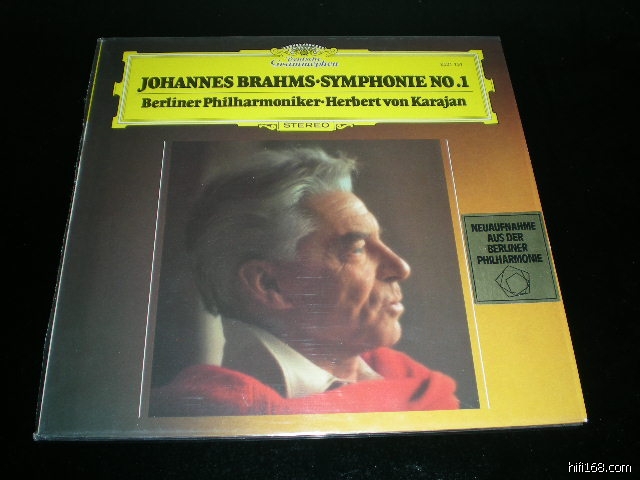 Deutsche
Grammophon
JOHANNES BRAHMS·SYMPHONIE NO.1
Berliner Philharmoniker·Herbert von Karajan
STEREO
NEUAUFNAHME
AUS DER
BERLINER
PHILHARMONIE
hifi168.com